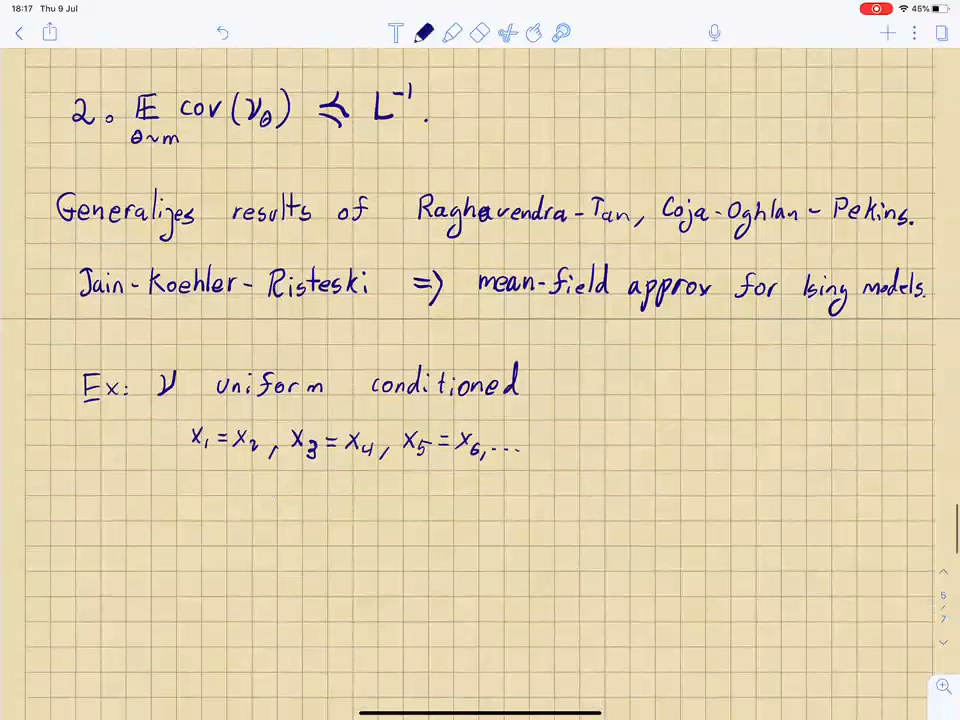 18:17 Thu 9 Jul
45%
2. 𝔼 cov(ν_θ) ≼ L⁻¹.
θ~m
Generalizes results of Raghavendra-Tan, Coja-Oghlan-Pekins.
Jain-Koehler-Risteski ⇒ mean-field approx for Ising models.
Ex: ν uniform conditioned
x₁ = x₂, x₃ = x₄, x₅ = x₆, ...
5
/
7